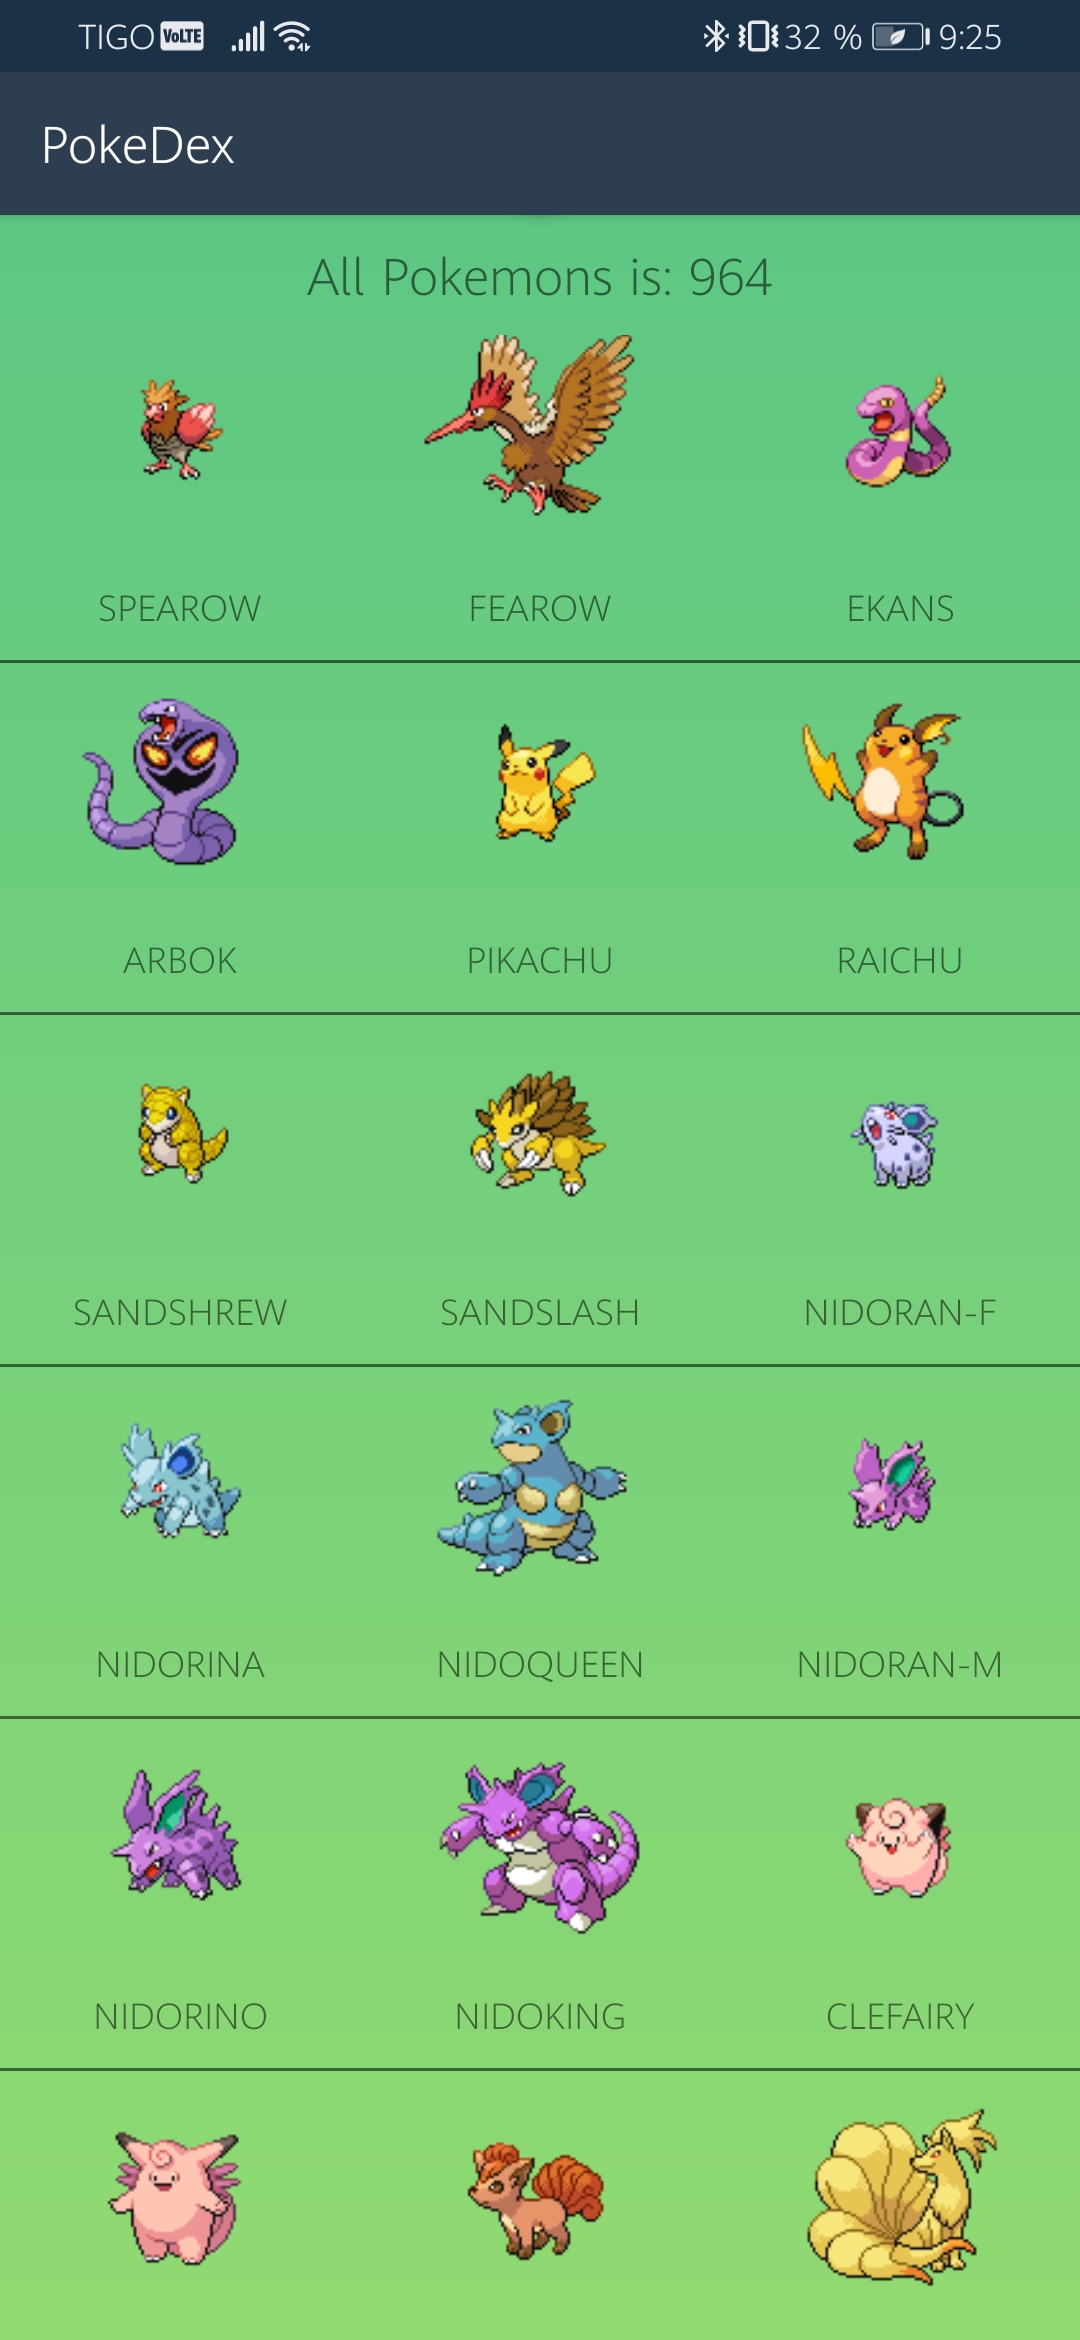 TIGO VoLTE 32 % 9:25
PokeDex
All Pokemons is: 964
SPEAROW FEAROW EKANS
ARBOK PIKACHU RAICHU
SANDSHREW SANDSLASH NIDORAN-F
NIDORINA NIDOQUEEN NIDORAN-M
NIDORINO NIDOKING CLEFAIRY